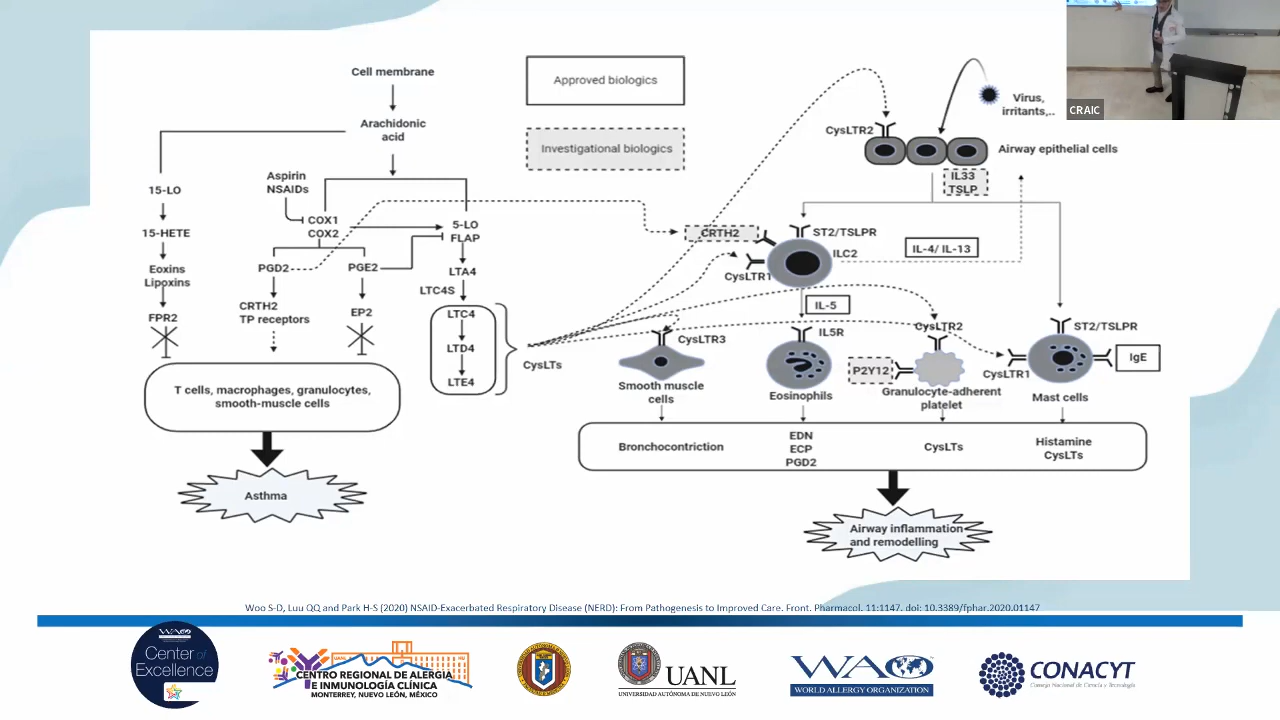 Cell membrane
Arachidonic
acid
15-LO
15-HETE
Eoxins
Lipoxins
FPR2
Aspirin
NSAIDs
COX1
COX2
PGD2
PGE2
CRTH2
TP receptors
EP2
5-LO
FLAP
LTA4
LTC4S
LTC4
LTD4
LTE4
CysLTs
T cells, macrophages, granulocytes,
smooth-muscle cells
Asthma
Approved biologics
Investigational biologics
Virus,
irritants,..
CysLTR2
Airway epithelial cells
IL33
TSLP
CRTH2
ST2/TSLPR
ILC2
CysLTR1
IL-4/ IL-13
IL-5
CysLTR3
Smooth muscle
cells
IL5R
Eosinophils
CysLTR2
P2Y12
Granulocyte-adherent
platelet
ST2/TSLPR
CysLTR1
IgE
Mast cells
Bronchocontriction
EDN
ECP
PGD2
CysLTs
Histamine
CysLTs
Airway inflammation
and remodelling
CRAIC
Woo S-D, Luu QQ and Park H-S (2020) NSAID-Exacerbated Respiratory Disease (NERD): From Pathogenesis to Improved Care. Front. Pharmacol. 11:1147. doi: 10.3389/fphar.2020.01147
WAO
Center of
Excellence
CENTRO REGIONAL DE ALERGIA
E INMUNOLOGÍA CLÍNICA
MONTERREY, NUEVO LEÓN, MÉXICO
UANL
UNIVERSIDAD AUTÓNOMA DE NUEVO LEÓN
WAO
WORLD ALLERGY ORGANIZATION
CONACYT
Consejo Nacional de Ciencia y Tecnología